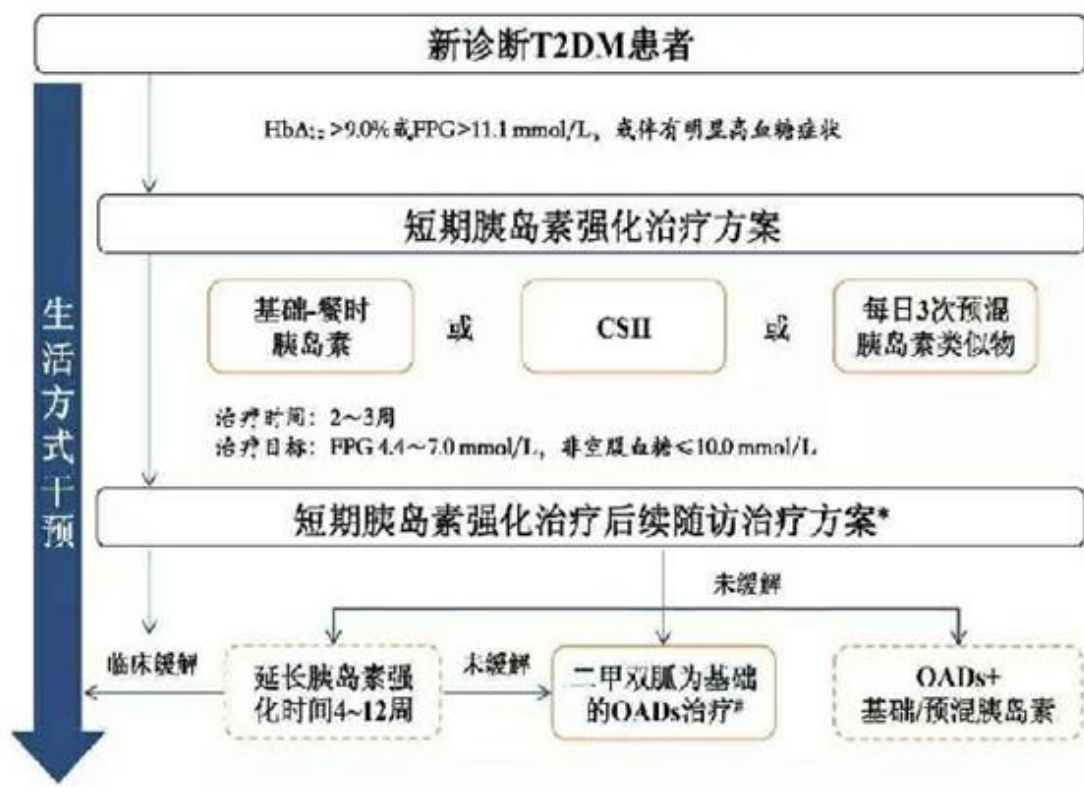 新诊断T2DM患者
HbA1c>9.0%或FPG>11.1 mmol/L，或伴有明显高血糖症状
短期胰岛素强化治疗方案
基础-餐时
胰岛素
或
CSII
或
每日3次预混
胰岛素类似物
治疗时间：2～3周
治疗目标：FPG 4.4～7.0 mmol/L，非空腹血糖≤10.0 mmol/L
短期胰岛素强化治疗后续随访治疗方案*
未缓解
临床缓解
延长胰岛素强
化时间4~12周
未缓解
二甲双胍为基础
的OADs治疗#
OADs+
基础/预混胰岛素
生活方式干预